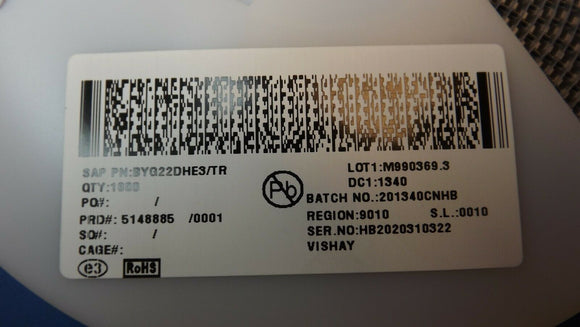 SAP PN:BYG22DHE3/TR
QTY:1800
PO#: /
PRD#: 5148885 /0001
SO#: /
CAGE#:
e3 RoHS
Pb
LOT1:M990369.3
DC1:1340
BATCH NO.:201340CNHB
REGION:9010 S.L.:0010
SER.NO:HB2020310322
VISHAY